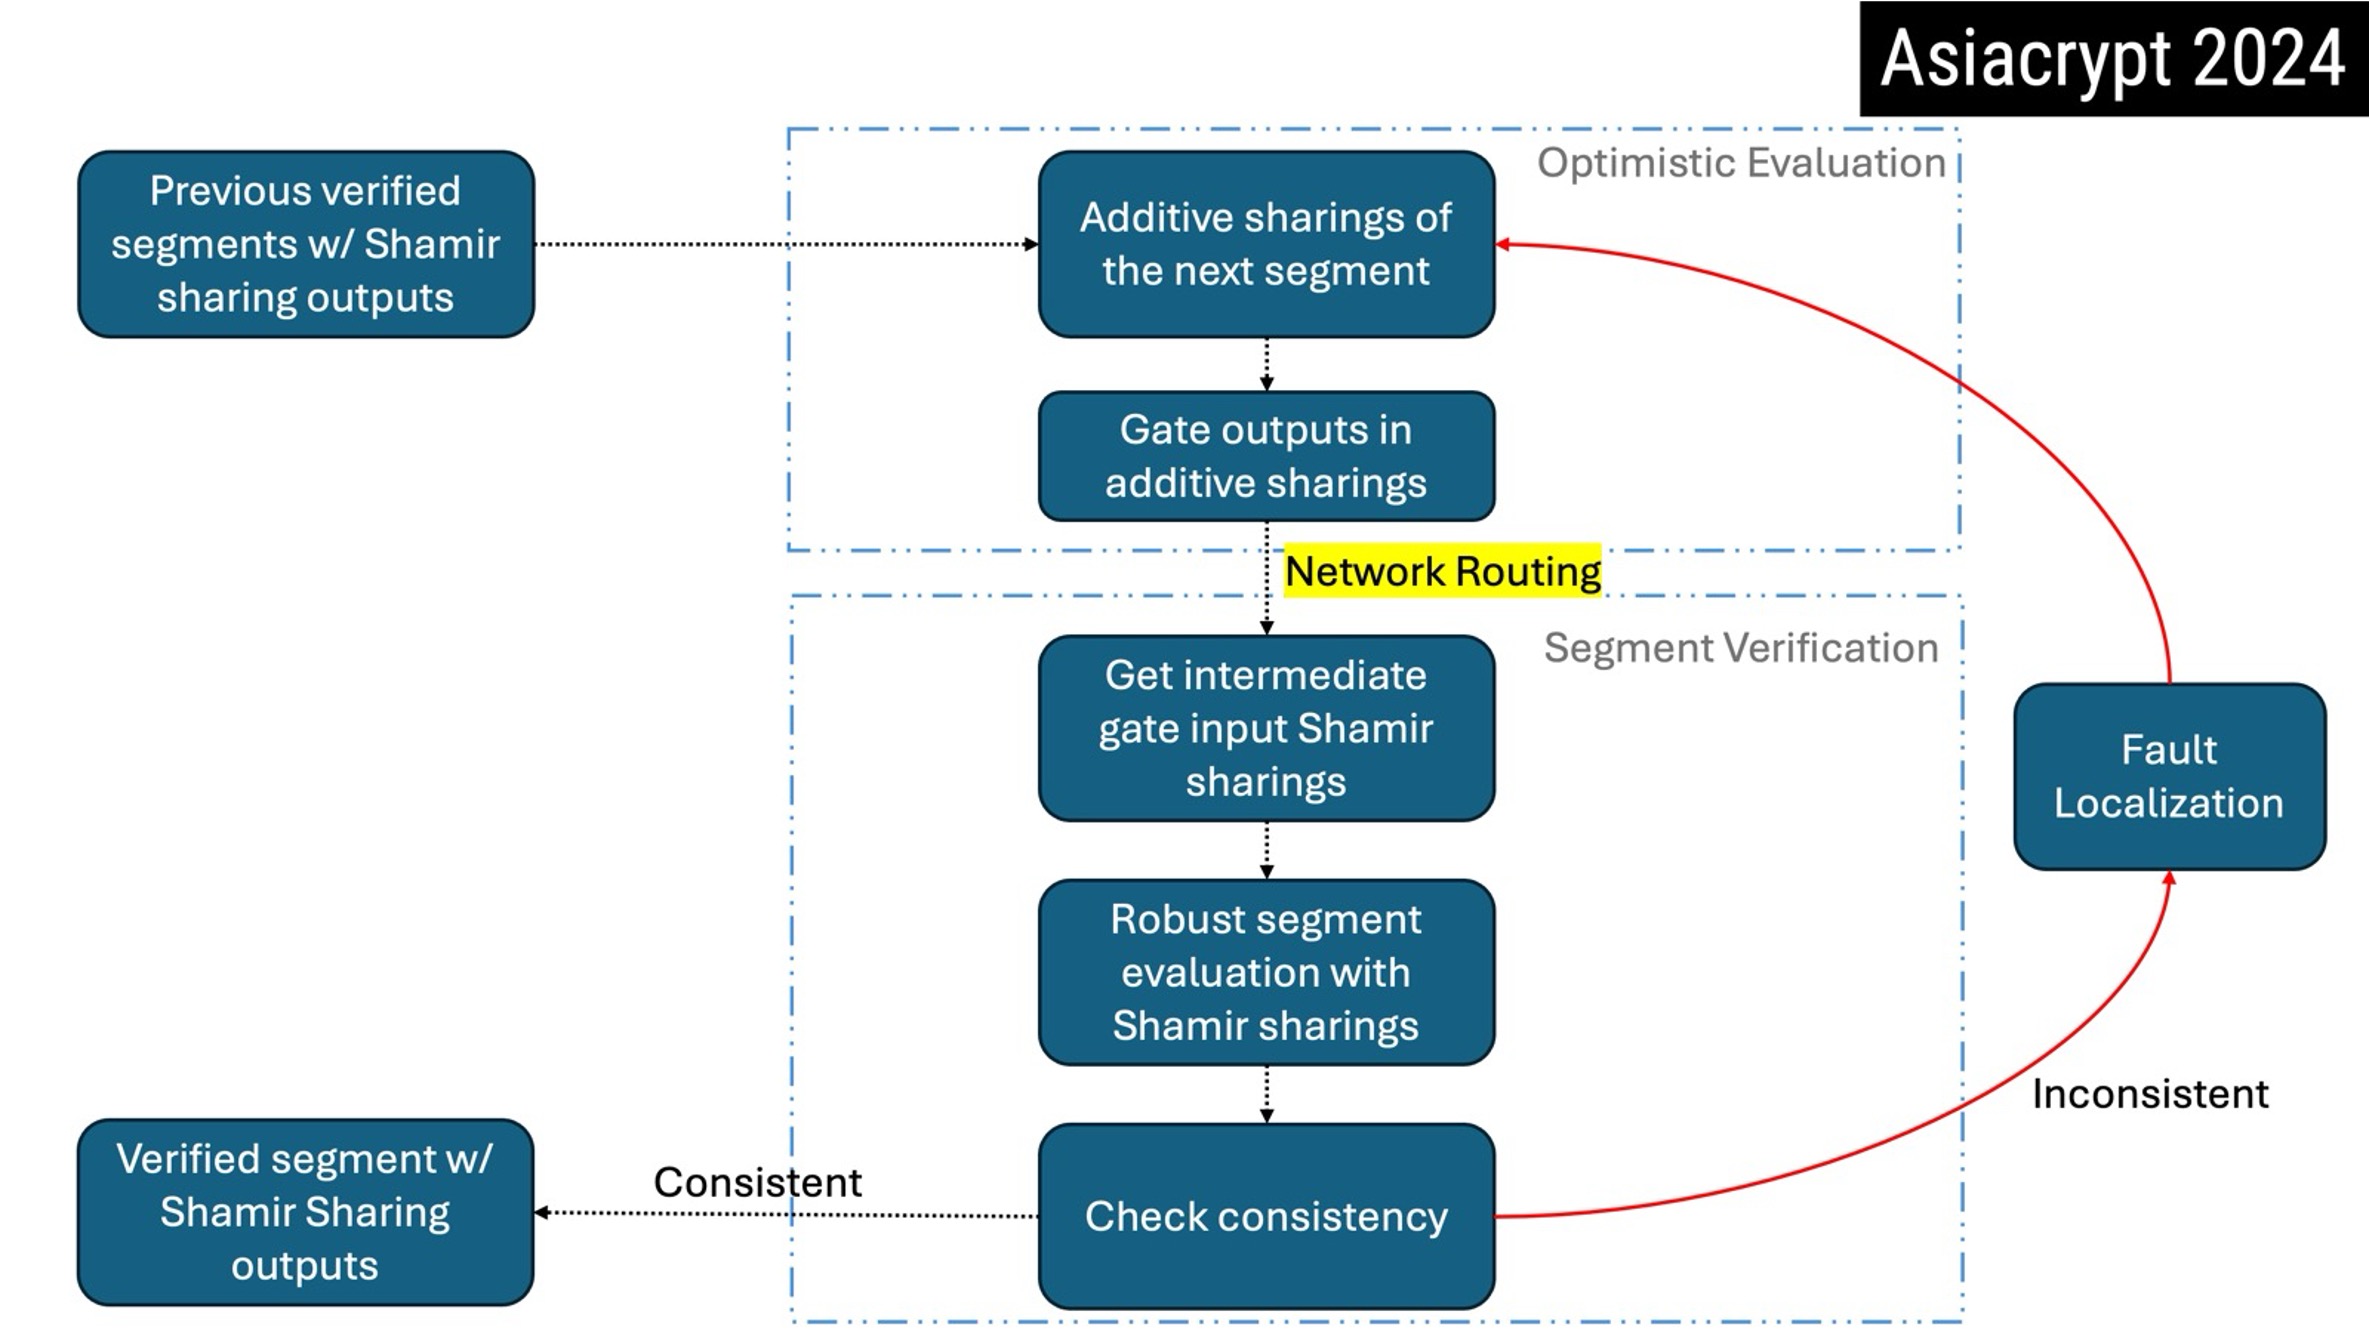 Asiacrypt 2024
Optimistic Evaluation
Previous verified
segments w/ Shamir
sharing outputs
Additive sharings of
the next segment
Gate outputs in
additive sharings
Network Routing
Segment Verification
Get intermediate
gate input Shamir
sharings
Fault
Localization
Robust segment
evaluation with
Shamir sharings
Inconsistent
Check consistency
Consistent
Verified segment w/
Shamir Sharing
outputs